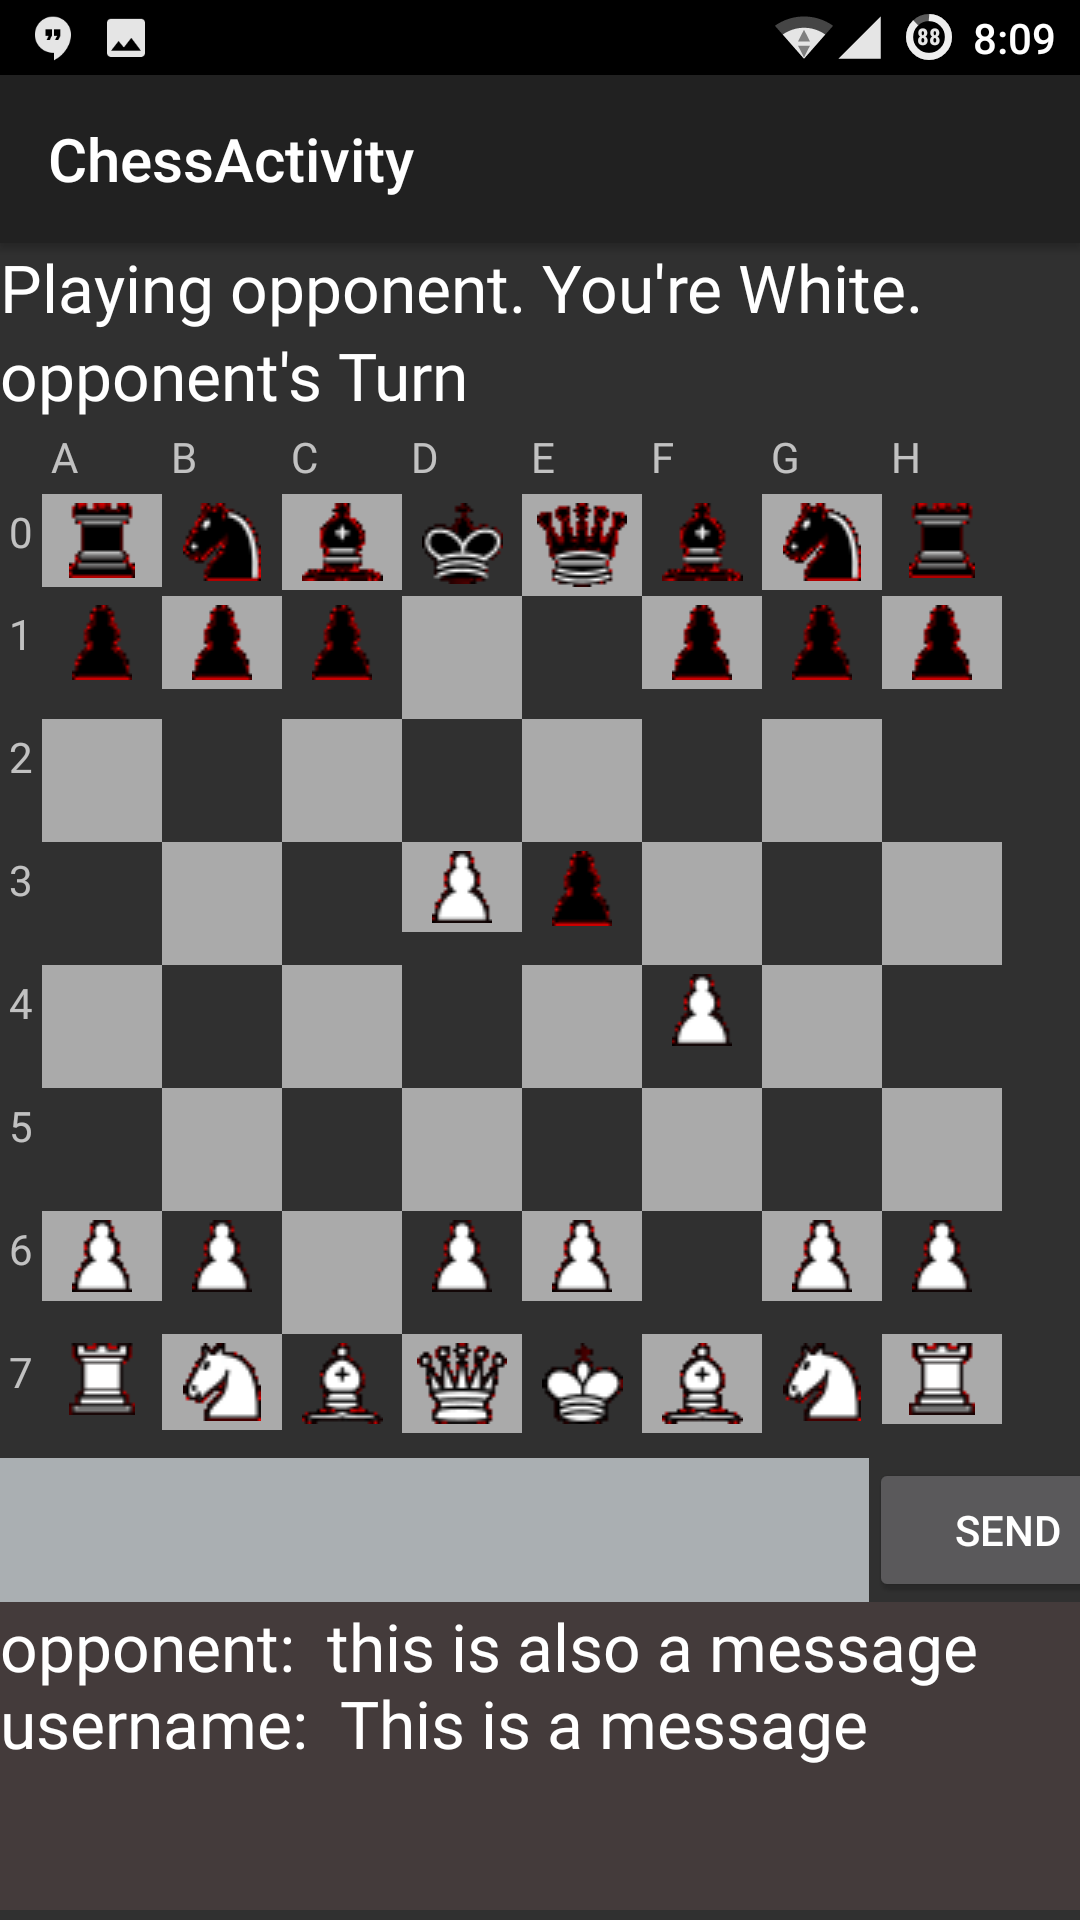 88 8:09
ChessActivity
Playing opponent. You're White.
opponent's Turn
A B C D E F G H
0
1
2
3
4
5
6
7
SEND
opponent:  this is also a message
username:  This is a message